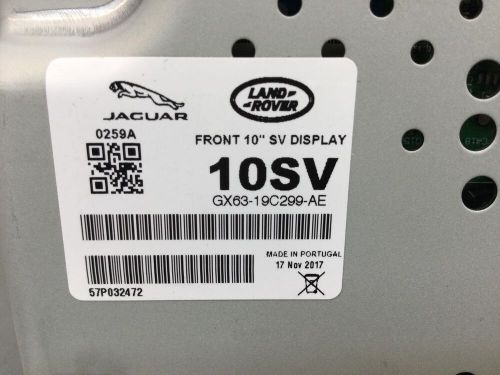 JAGUAR
LAND-
ROVER
0259A
FRONT 10" SV DISPLAY
10SV
GX63-19C299-AE
MADE IN PORTUGAL
17 Nov 2017
57P032472